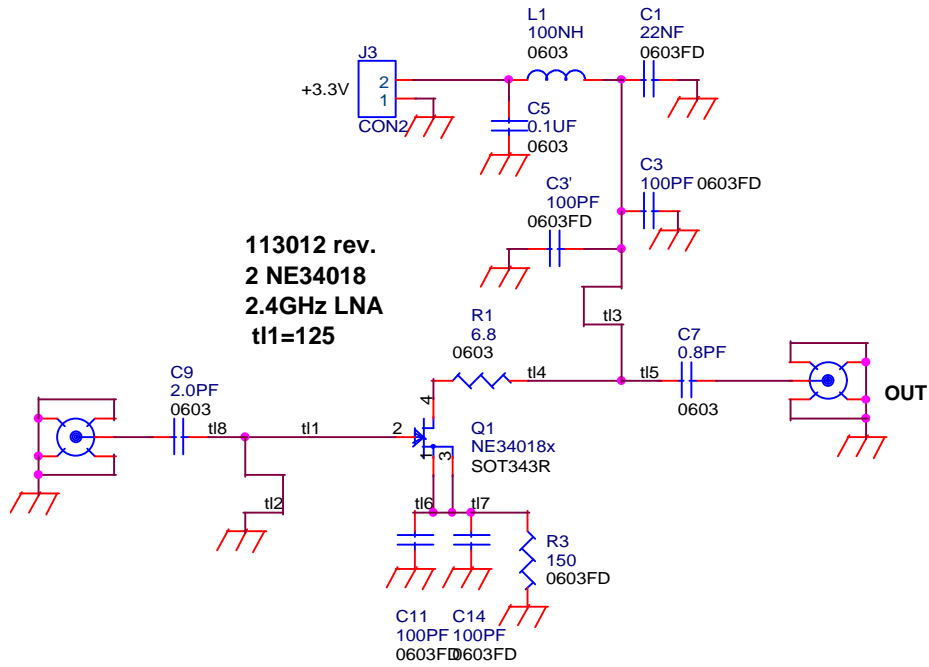 L1
100NH
0603
C1
22NF
0603FD
J3
+3.3V
2
1
CON2
C5
0.1UF
0603
C3
100PF 0603FD
C3'
100PF
0603FD
113012 rev.
2 NE34018
2.4GHz LNA
tl1=125
tl3
R1
6.8
0603
C7
0.8PF
0603
tl4
tl5
OUT
C9
2.0PF
0603
tl8
tl1
2
4
1
3
Q1
NE34018x
SOT343R
tl2
tl6
tl7
R3
150
0603FD
C11
100PF
0603FD
C14
100PF
0603FD